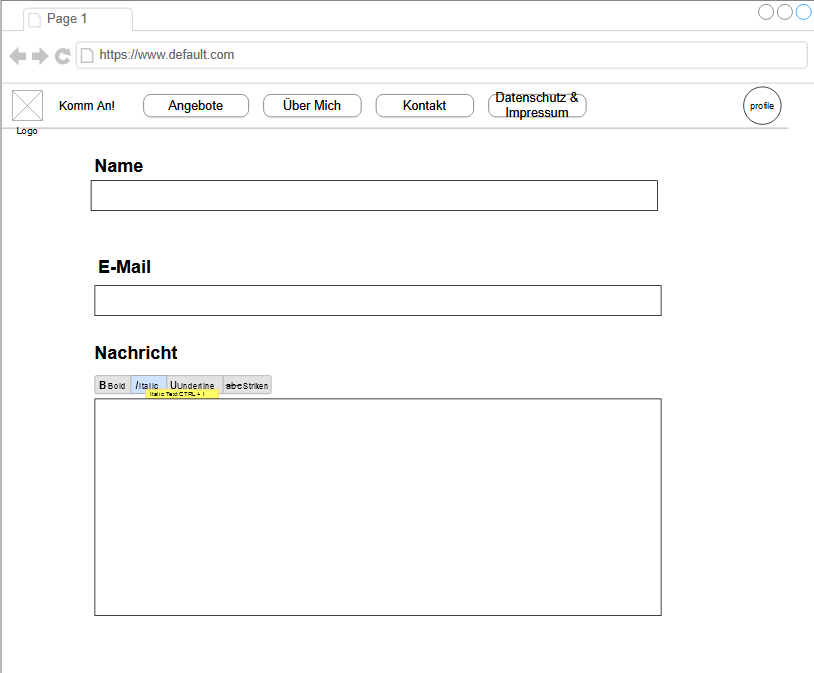 Page 1
https://www.default.com
Komm An!
Angebote
Über Mich
Kontakt
Datenschutz &
Impressum
profile
Logo
Name
E-Mail
Nachricht
B Bold
I Italic
U Underline
abc Striken
Italic Text CTRL + I